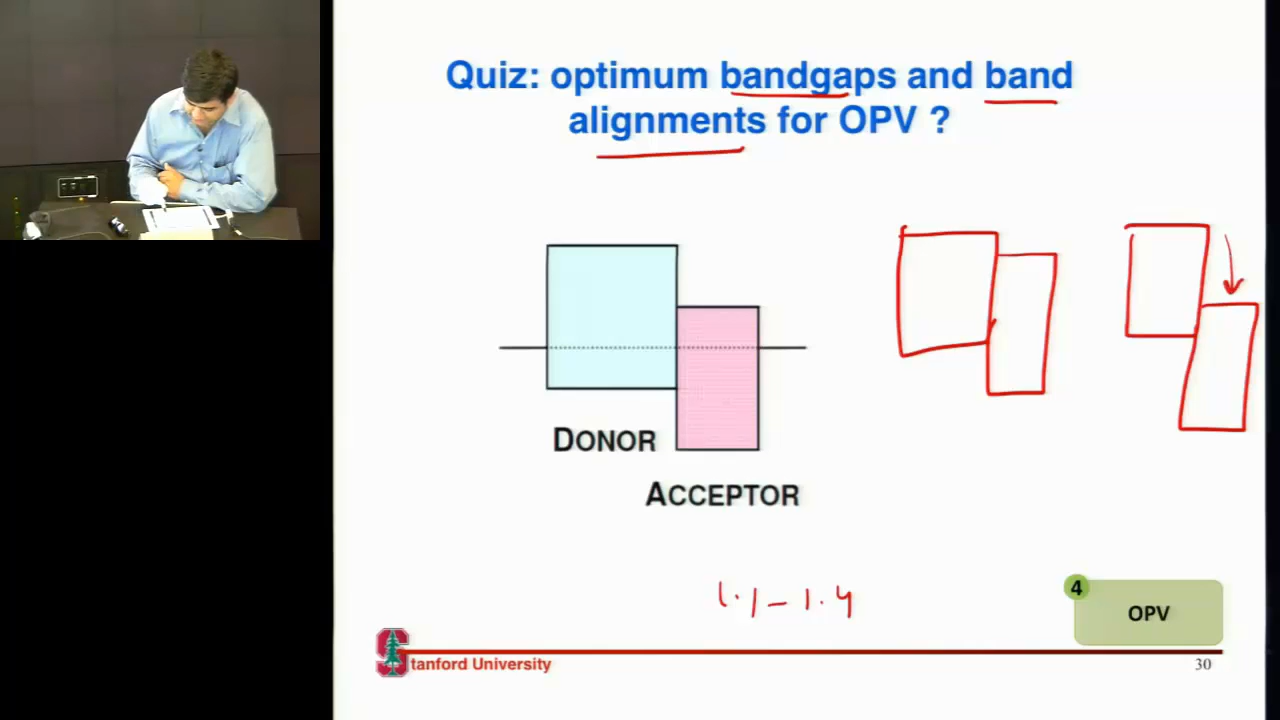 Quiz: optimum bandgaps and band
alignments for OPV ?
DONOR
ACCEPTOR
1.1 – 1.4
4
OPV
Stanford University
30